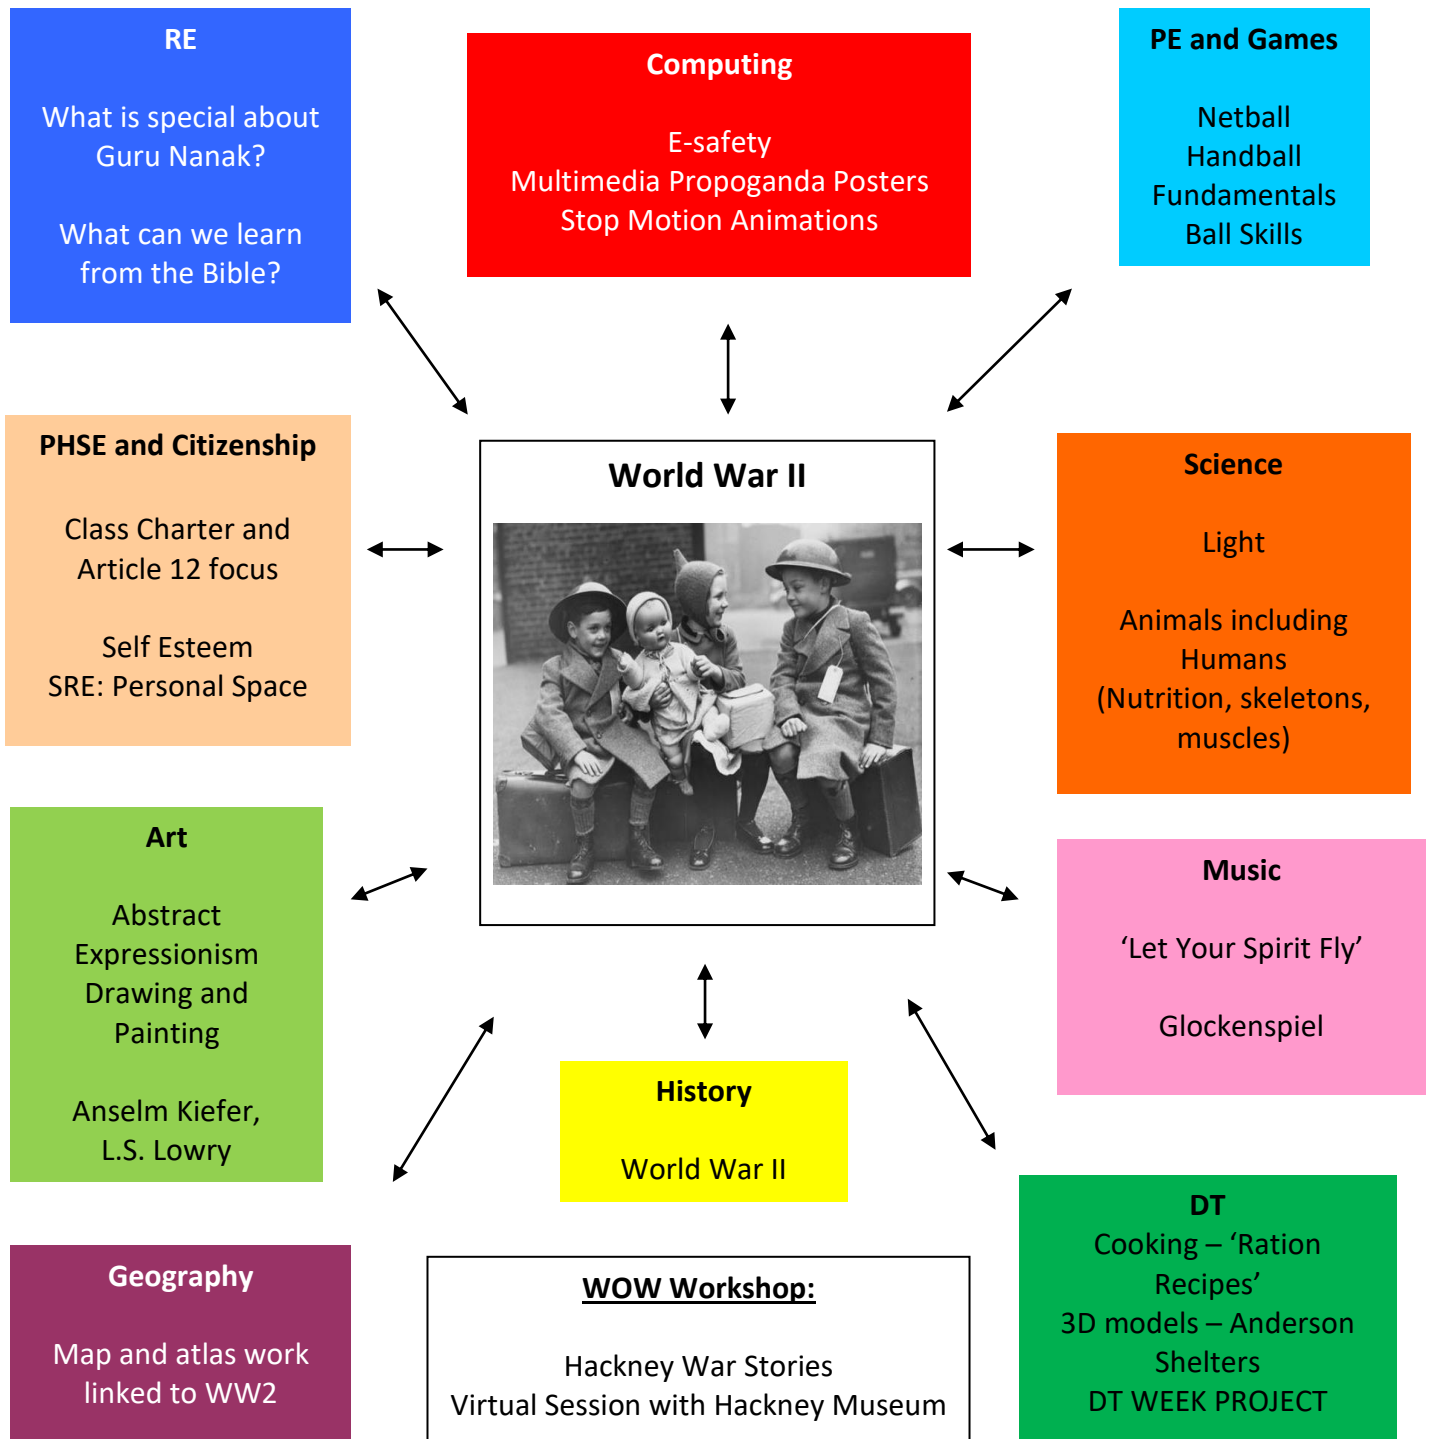 RE
What is special about
Guru Nanak?
What can we learn
from the Bible?
Computing
E-safety
Multimedia Propoganda Posters
Stop Motion Animations
PE and Games
Netball
Handball
Fundamentals
Ball Skills
PHSE and Citizenship
Class Charter and
Article 12 focus
Self Esteem
SRE: Personal Space
World War II
Science
Light
Animals including
Humans
(Nutrition, skeletons,
muscles)
Art
Abstract
Expressionism
Drawing and
Painting
Anselm Kiefer,
L.S. Lowry
Music
‘Let Your Spirit Fly’
Glockenspiel
History
World War II
Geography
Map and atlas work
linked to WW2
WOW Workshop:
Hackney War Stories
Virtual Session with Hackney Museum
DT
Cooking – ‘Ration
Recipes’
3D models – Anderson
Shelters
DT WEEK PROJECT